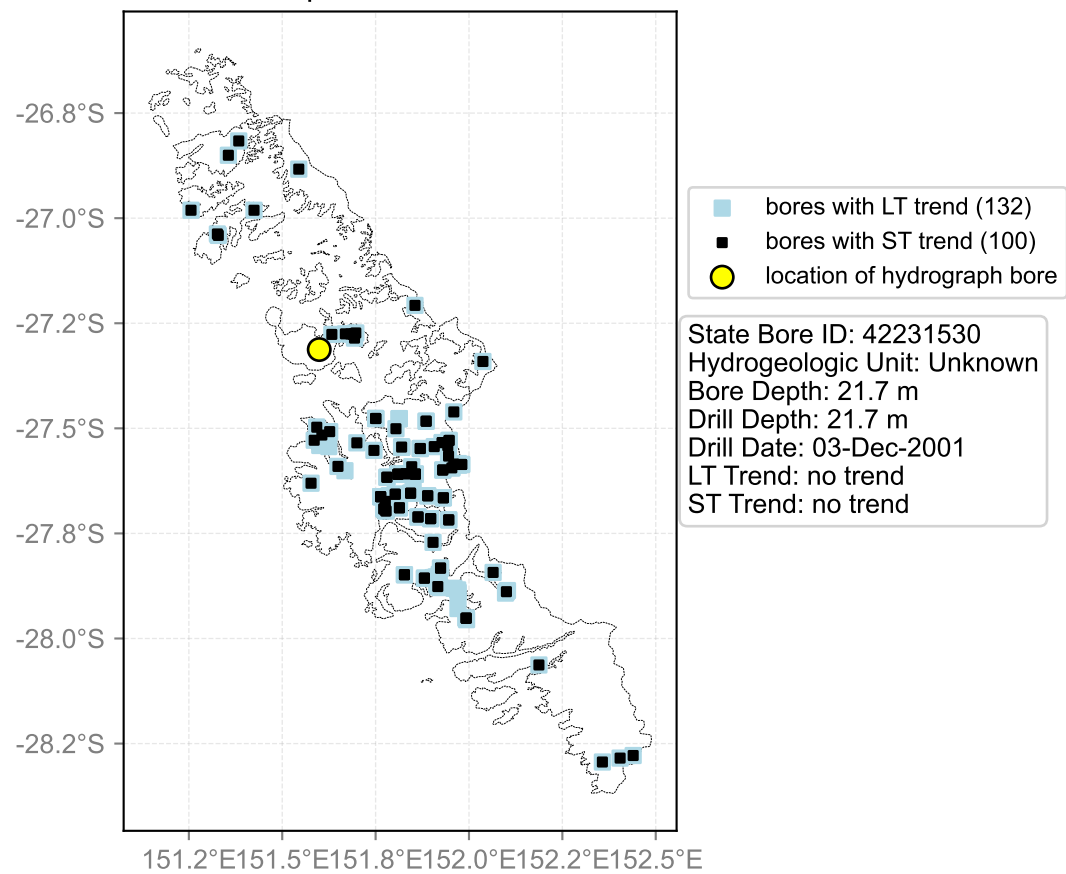 -26.8°S
-27.0°S
-27.2°S
-27.5°S
-27.8°S
-28.0°S
-28.2°S
151.2°E151.5°E151.8°E152.0°E152.2°E152.5°E
bores with LT trend (132)
bores with ST trend (100)
location of hydrograph bore
State Bore ID: 42231530
Hydrogeologic Unit: Unknown
Bore Depth: 21.7 m
Drill Depth: 21.7 m
Drill Date: 03-Dec-2001
LT Trend: no trend
ST Trend: no trend